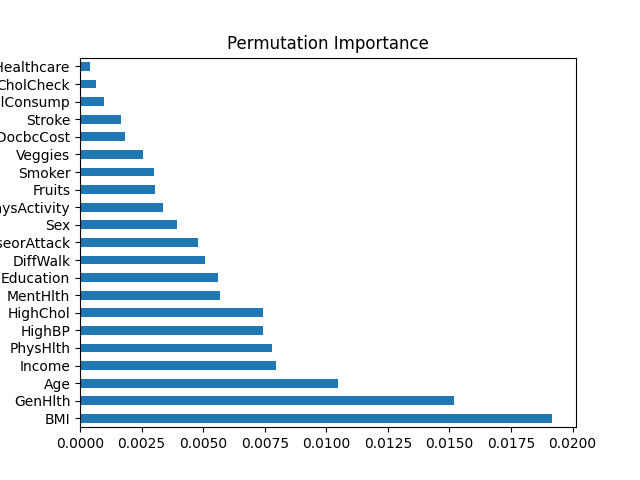 Permutation Importance
Healthcare
CholCheck
lConsump
Stroke
DocbcCost
Veggies
Smoker
Fruits
ysActivity
Sex
seorAttack
DiffWalk
Education
MentHlth
HighChol
HighBP
PhysHlth
Income
Age
GenHlth
BMI
0.0000 0.0025 0.0050 0.0075 0.0100 0.0125 0.0150 0.0175 0.0200